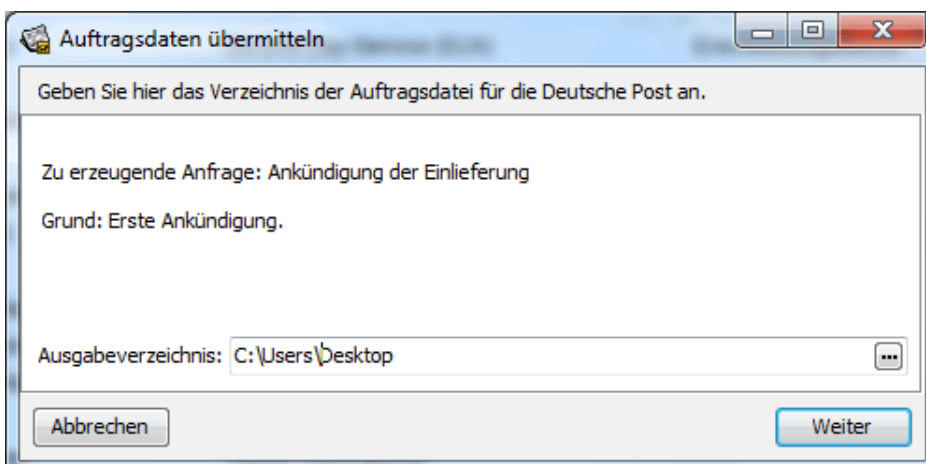 Auftragsdaten übermitteln
Geben Sie hier das Verzeichnis der Auftragsdatei für die Deutsche Post an.
Zu erzeugende Anfrage: Ankündigung der Einlieferung
Grund: Erste Ankündigung.
Ausgabeverzeichnis: C:\Users\Desktop ...
Abbrechen Weiter